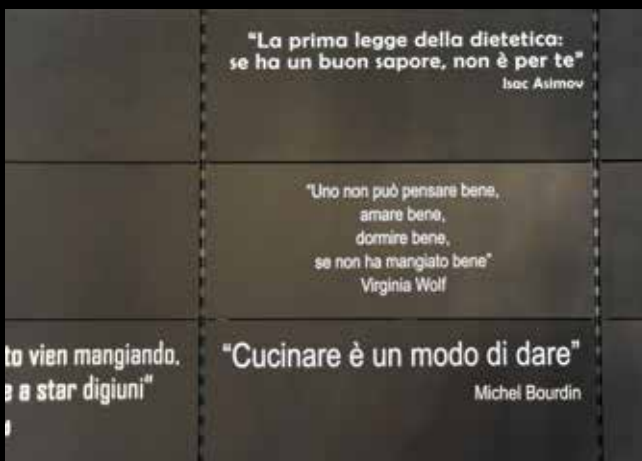 "La prima legge della dietetica:
se ha un buon sapore, non è per te"
Isac Asimov
"Uno non può pensare bene,
amare bene,
dormire bene,
se non ha mangiato bene"
Virginia Wolf
to vien mangiando,
e a star digiuni"
"Cucinare è un modo di dare"
Michel Bourdin